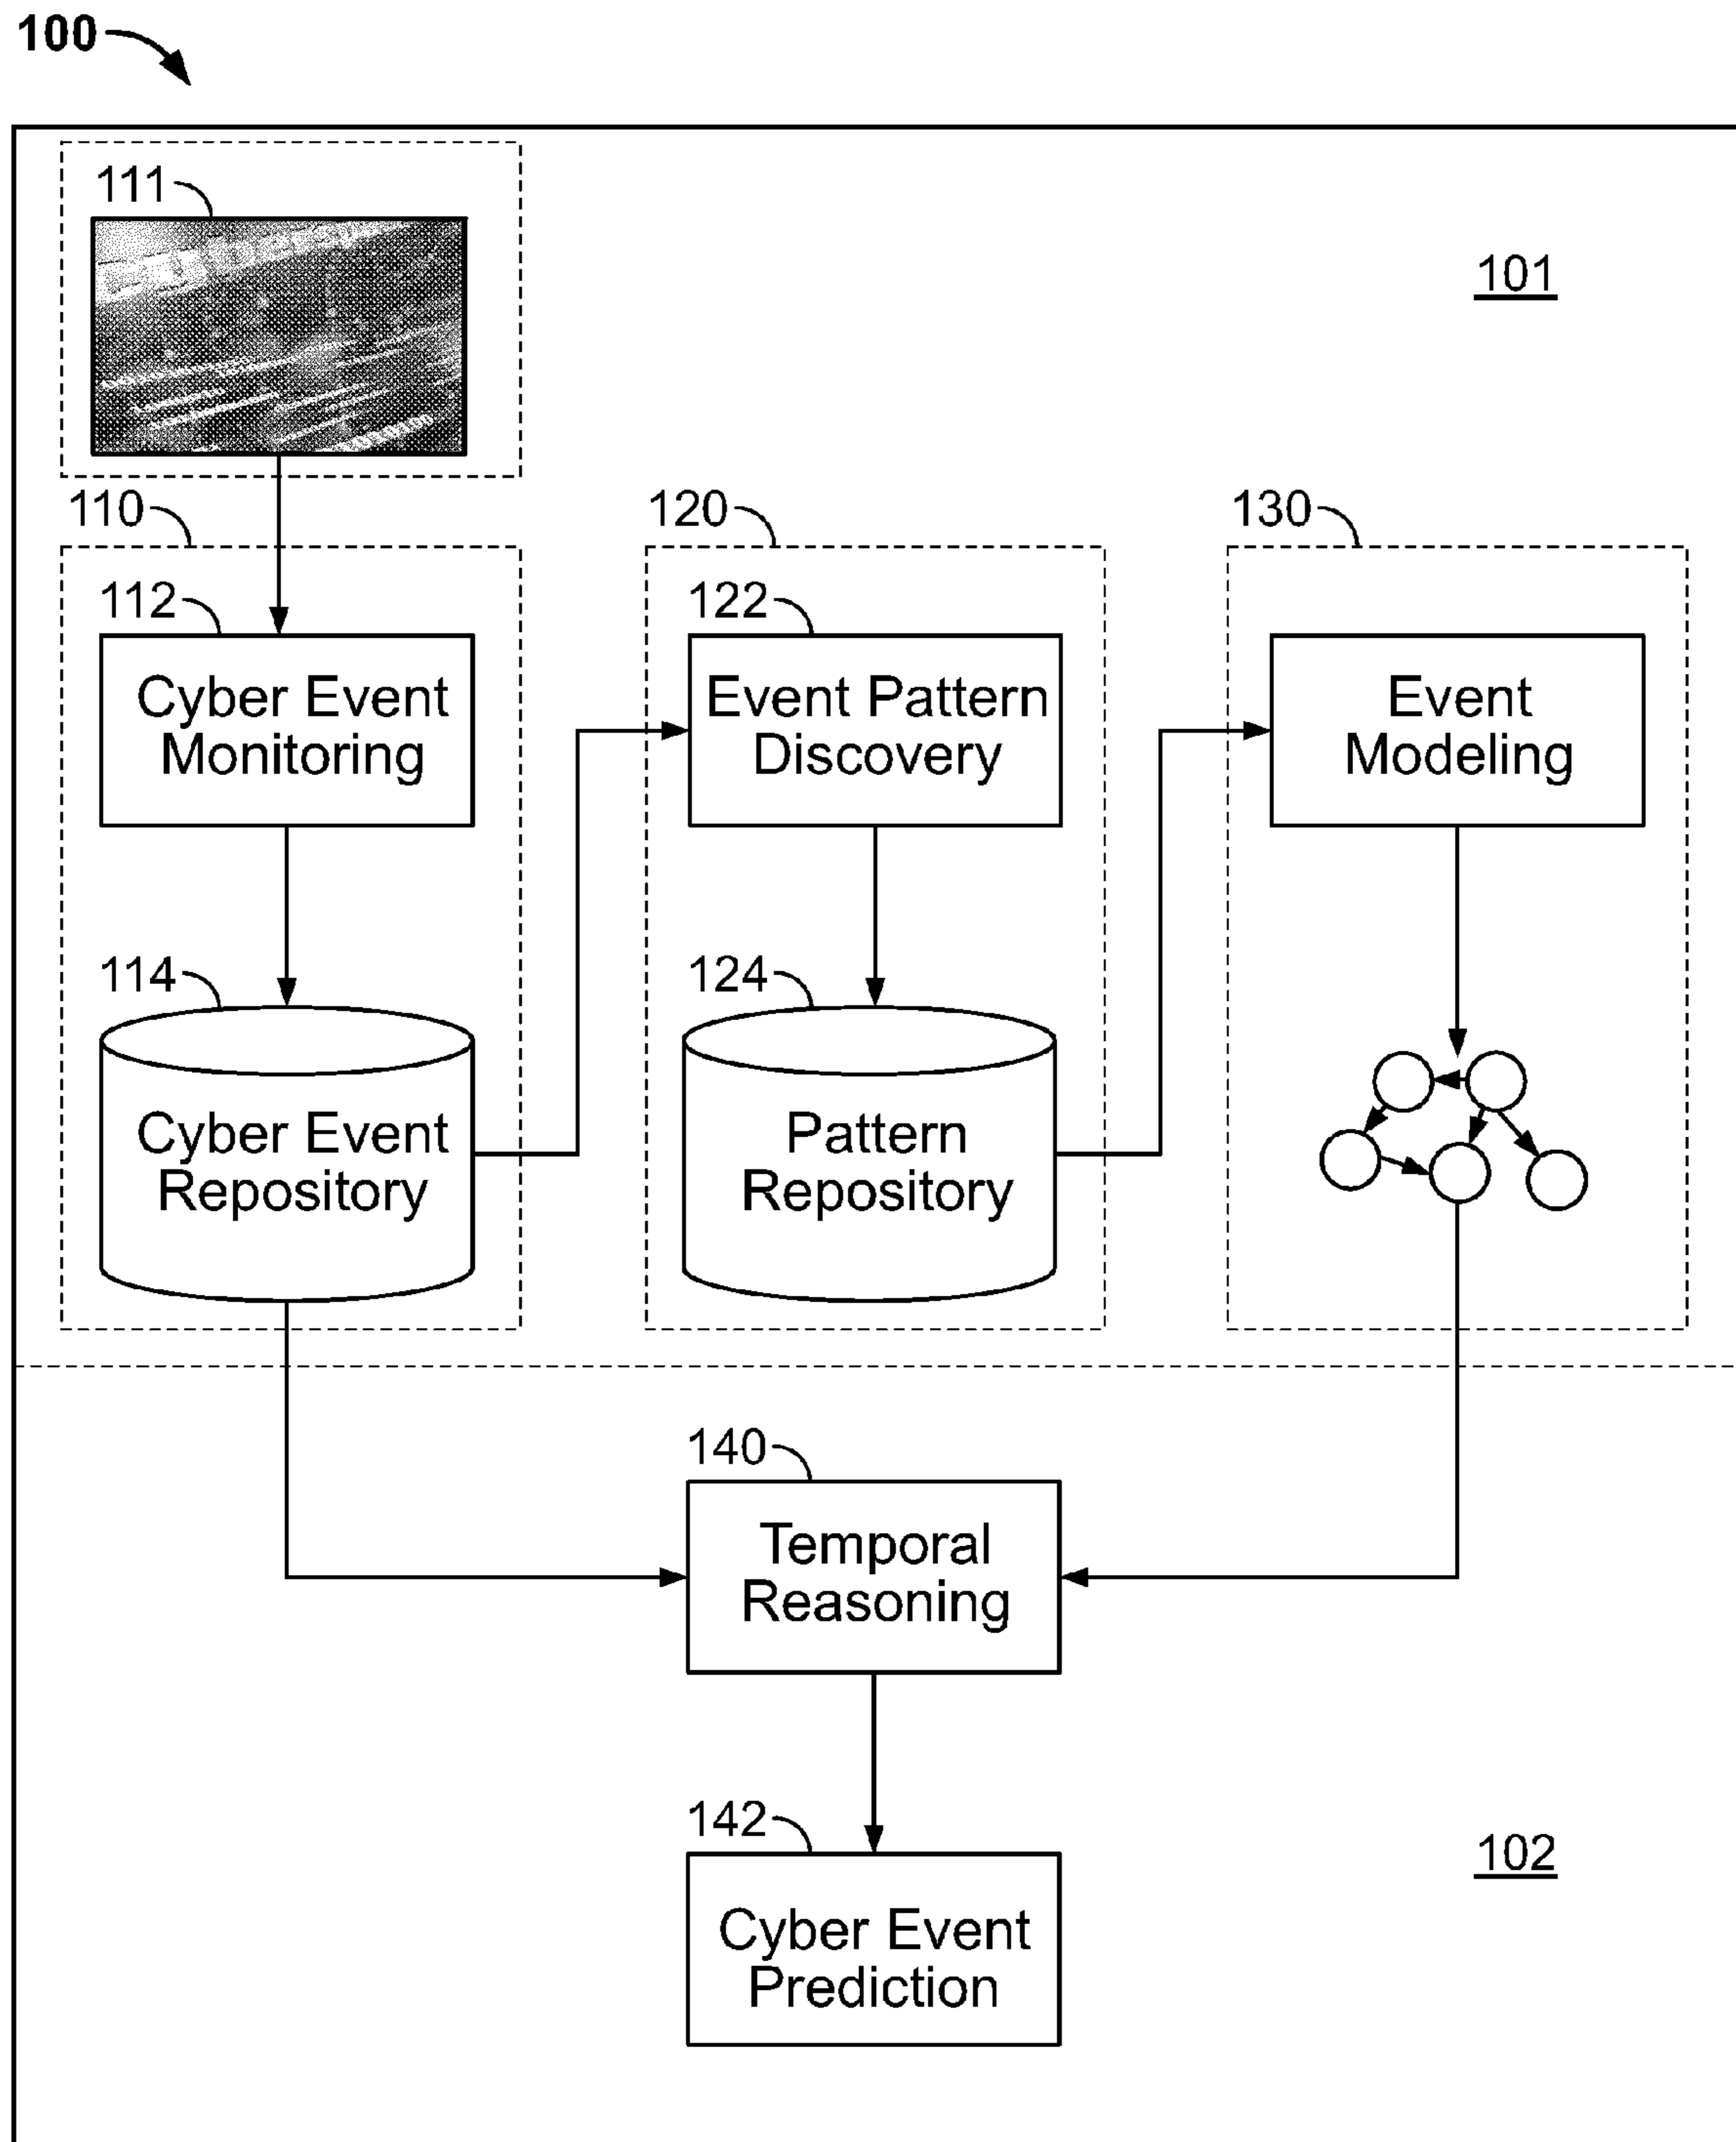 100
111
101
110
120
130
112
122
Cyber Event
Monitoring
Event Pattern
Discovery
Event
Modeling
114
124
Cyber Event
Repository
Pattern
Repository
140
Temporal
Reasoning
142
102
Cyber Event
Prediction